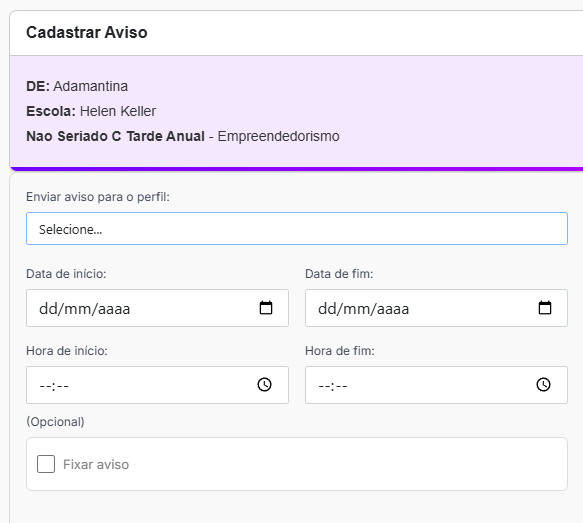 Cadastrar Aviso
DE: Adamantina
Escola: Helen Keller
Nao Seriado C Tarde Anual - Empreendedorismo
Enviar aviso para o perfil:
Selecione...
Data de início: Data de fim:
dd/mm/aaaa dd/mm/aaaa
Hora de início: Hora de fim:
--:-- --:--
(Opcional)
Fixar aviso